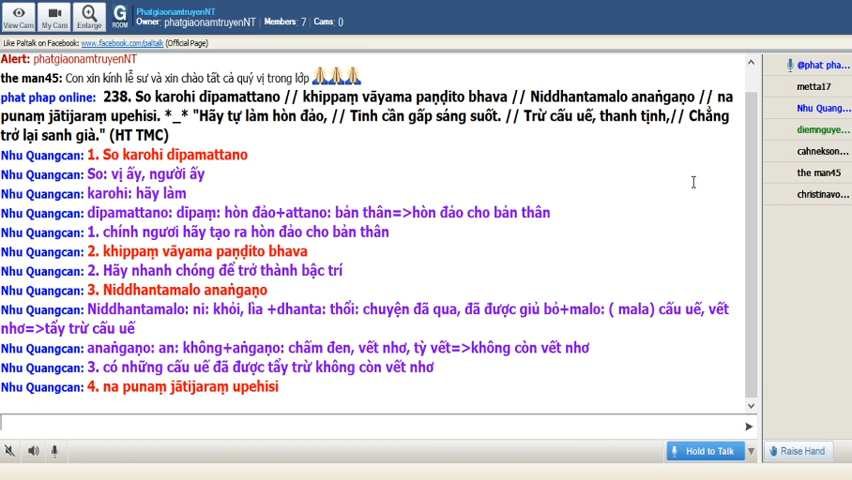 PhatgiaonamtruyenNT
Owner: phatgiaonamtruyenNT Members: 7 Cams: 0
View Cam My Cam Enlarge G ROOM
Like Paltalk on Facebook: www.facebook.com/paltalk (Official Page)
Alert: phatgiaonamtruyenNT
the man45: Con xin kính lễ sư và xin chào tất cả quý vị trong lớp
phat phap online: 238. So karohi dīpamattano // khippaṃ vāyama paṇḍito bhava // Niddhantamalo anaṅgaṇo // na
punaṃ jātijaraṃ upehisi. *_* "Hãy tự làm hòn đảo, // Tinh cần gấp sáng suốt. // Trừ cấu uế, thanh tịnh,// Chẳng
trở lại sanh già." (HT TMC)
Nhu Quangcan: 1. So karohi dīpamattano
Nhu Quangcan: So: vị ấy, người ấy
Nhu Quangcan: karohi: hãy làm
Nhu Quangcan: dīpamattano: dīpaṃ: hòn đảo+attano: bản thân=>hòn đảo cho bản thân
Nhu Quangcan: 1. chính ngươi hãy tạo ra hòn đảo cho bản thân
Nhu Quangcan: 2. khippaṃ vāyama paṇḍito bhava
Nhu Quangcan: 2. Hãy nhanh chóng để trở thành bậc trí
Nhu Quangcan: 3. Niddhantamalo anaṅgaṇo
Nhu Quangcan: Niddhantamalo: ni: khỏi, lìa +dhanta: thổi: chuyện đã qua, đã được giủ bỏ+malo: ( mala) cấu uế, vết
nhơ=>tẩy trừ cấu uế
Nhu Quangcan: anaṅgaṇo: an: không+aṅgaṇo: chấm đen, vết nhơ, tỳ vết=>không còn vết nhơ
Nhu Quangcan: 3. có những cấu uế đã được tẩy trừ không còn vết nhơ
Nhu Quangcan: 4. na punaṃ jātijaraṃ upehisi
@phat pha...
metta17
Nhu Quang...
diemnguye...
cahnekson...
the man45
christinavo...
Hold to Talk
Raise Hand